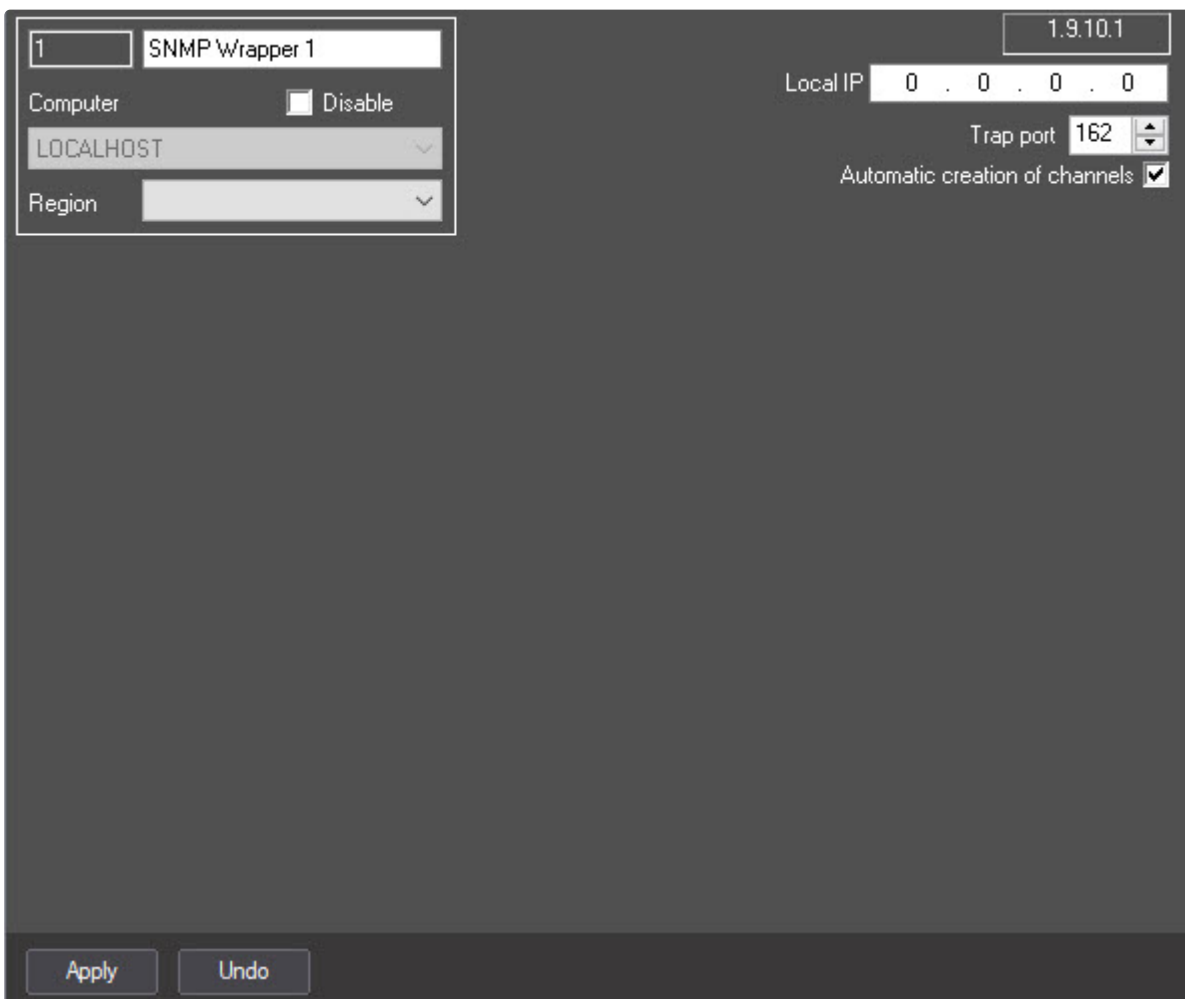 1 SNMP Wrapper 1
Computer Disable
LOCALHOST
Region
1.9.10.1
Local IP 0 . 0 . 0 . 0
Trap port 162
Automatic creation of channels
Apply Undo